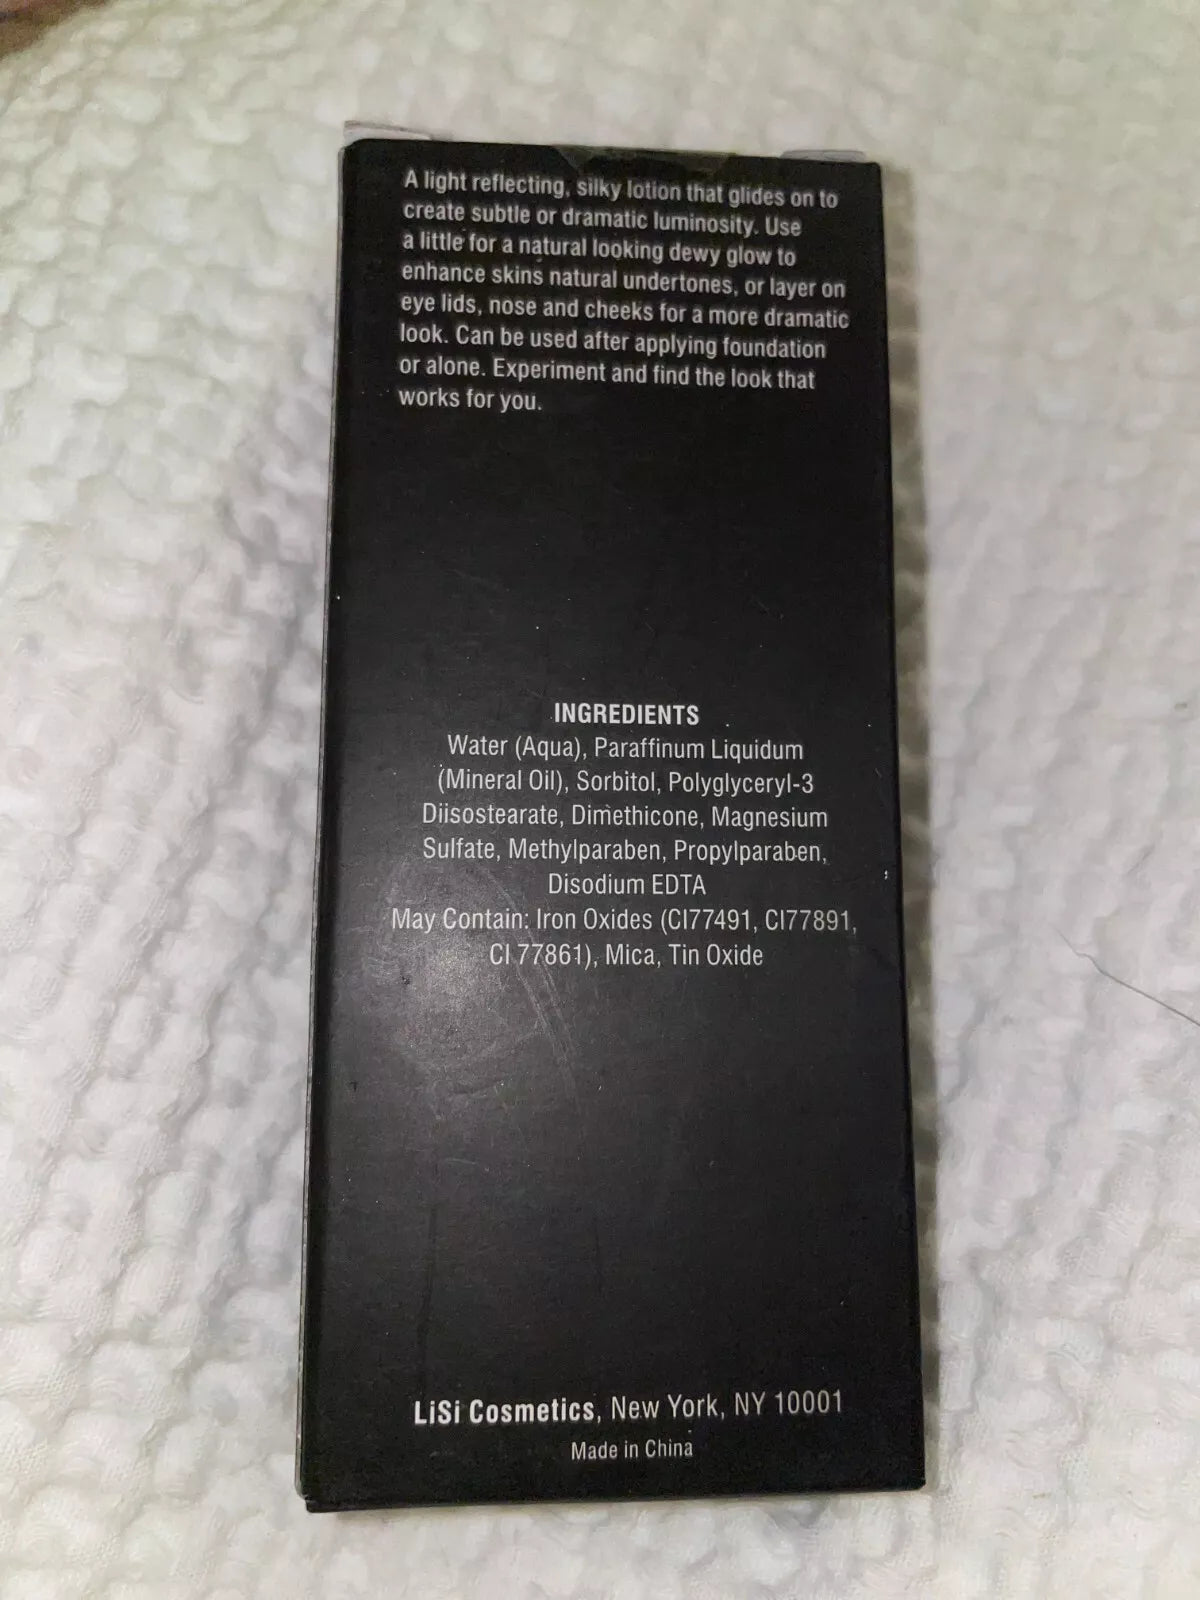 A light reflecting, silky lotion that glides on to
create subtle or dramatic luminosity. Use
a little for a natural looking dewy glow to
enhance skins natural undertones, or layer on
eye lids, nose and cheeks for a more dramatic
look. Can be used after applying foundation
or alone. Experiment and find the look that
works for you.
INGREDIENTS
Water (Aqua), Paraffinum Liquidum
(Mineral Oil), Sorbitol, Polyglyceryl-3
Diisostearate, Dimethicone, Magnesium
Sulfate, Methylparaben, Propylparaben,
Disodium EDTA
May Contain: Iron Oxides (CI77491, CI77891,
CI 77861), Mica, Tin Oxide
LiSi Cosmetics, New York, NY 10001
Made in China